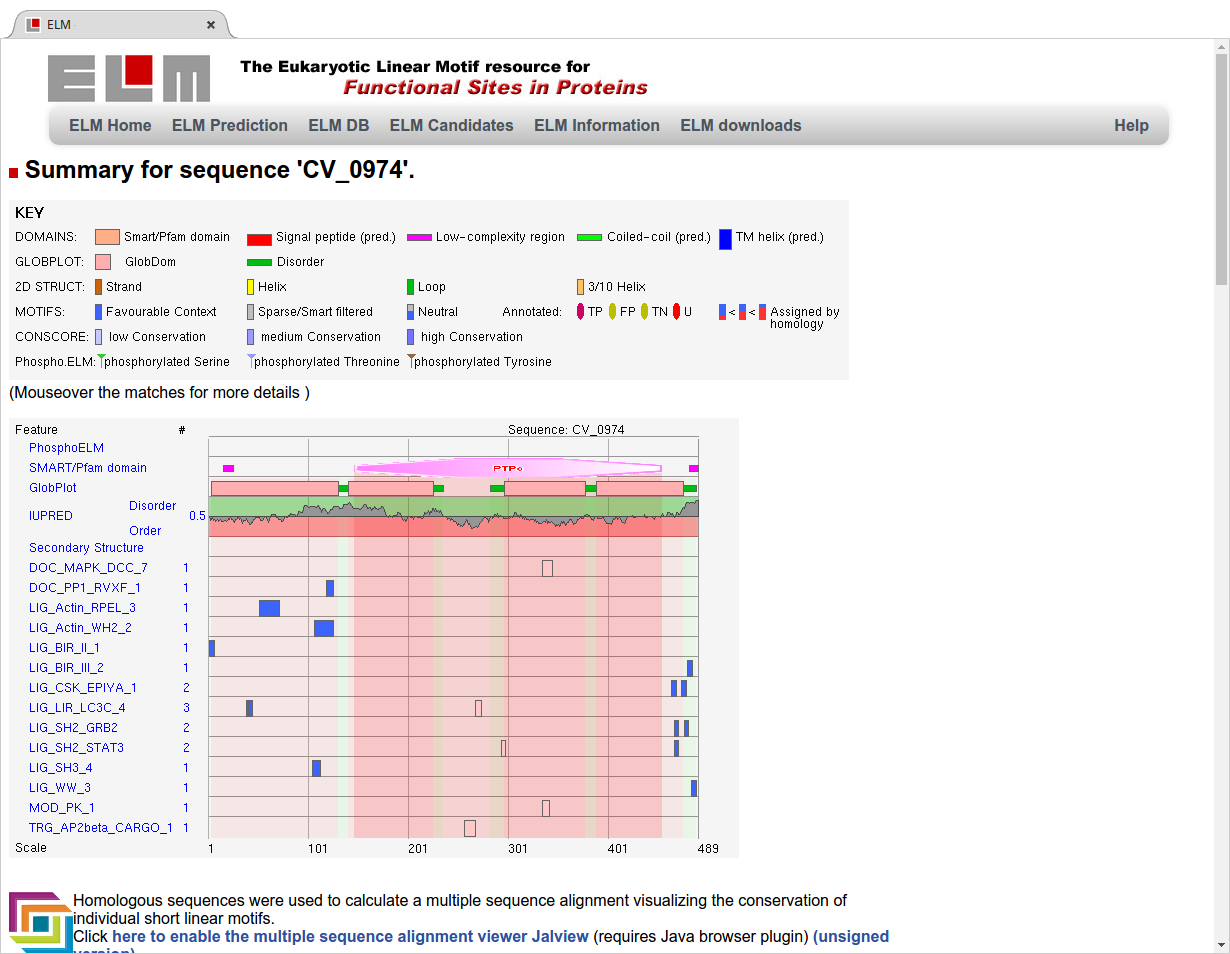 ELM
ELM The Eukaryotic Linear Motif resource for
Functional Sites in Proteins
ELM Home ELM Prediction ELM DB ELM Candidates ELM Information ELM downloads Help
Summary for sequence 'CV_0974'.
KEY
DOMAINS: Smart/Pfam domain Signal peptide (pred.) Low-complexity region Coiled-coil (pred.) TM helix (pred.)
GLOBPLOT: GlobDom Disorder
2D STRUCT: Strand Helix Loop 3/10 Helix
MOTIFS: Favourable Context Sparse/Smart filtered Neutral Annotated: TP FP TN U < < Assigned by
homology
CONSCORE: low Conservation medium Conservation high Conservation
Phospho.ELM: phosphorylated Serine phosphorylated Threonine phosphorylated Tyrosine
(Mouseover the matches for more details )
Feature # Sequence: CV_0974
PhosphoELM
SMART/Pfam domain PTPc
GlobPlot
Disorder
IUPRED 0.5
Order
Secondary Structure
DOC_MAPK_DCC_7 1
DOC_PP1_RVXF_1 1
LIG_Actin_RPEL_3 1
LIG_Actin_WH2_2 1
LIG_BIR_II_1 1
LIG_BIR_III_2 1
LIG_CSK_EPIYA_1 2
LIG_LIR_LC3C_4 3
LIG_SH2_GRB2 2
LIG_SH2_STAT3 2
LIG_SH3_4 1
LIG_WW_3 1
MOD_PK_1 1
TRG_AP2beta_CARGO_1 1
Scale 1 101 201 301 401 489
Homologous sequences were used to calculate a multiple sequence alignment visualizing the conservation of
individual short linear motifs.
Click here to enable the multiple sequence alignment viewer Jalview (requires Java browser plugin) (unsigned
version)